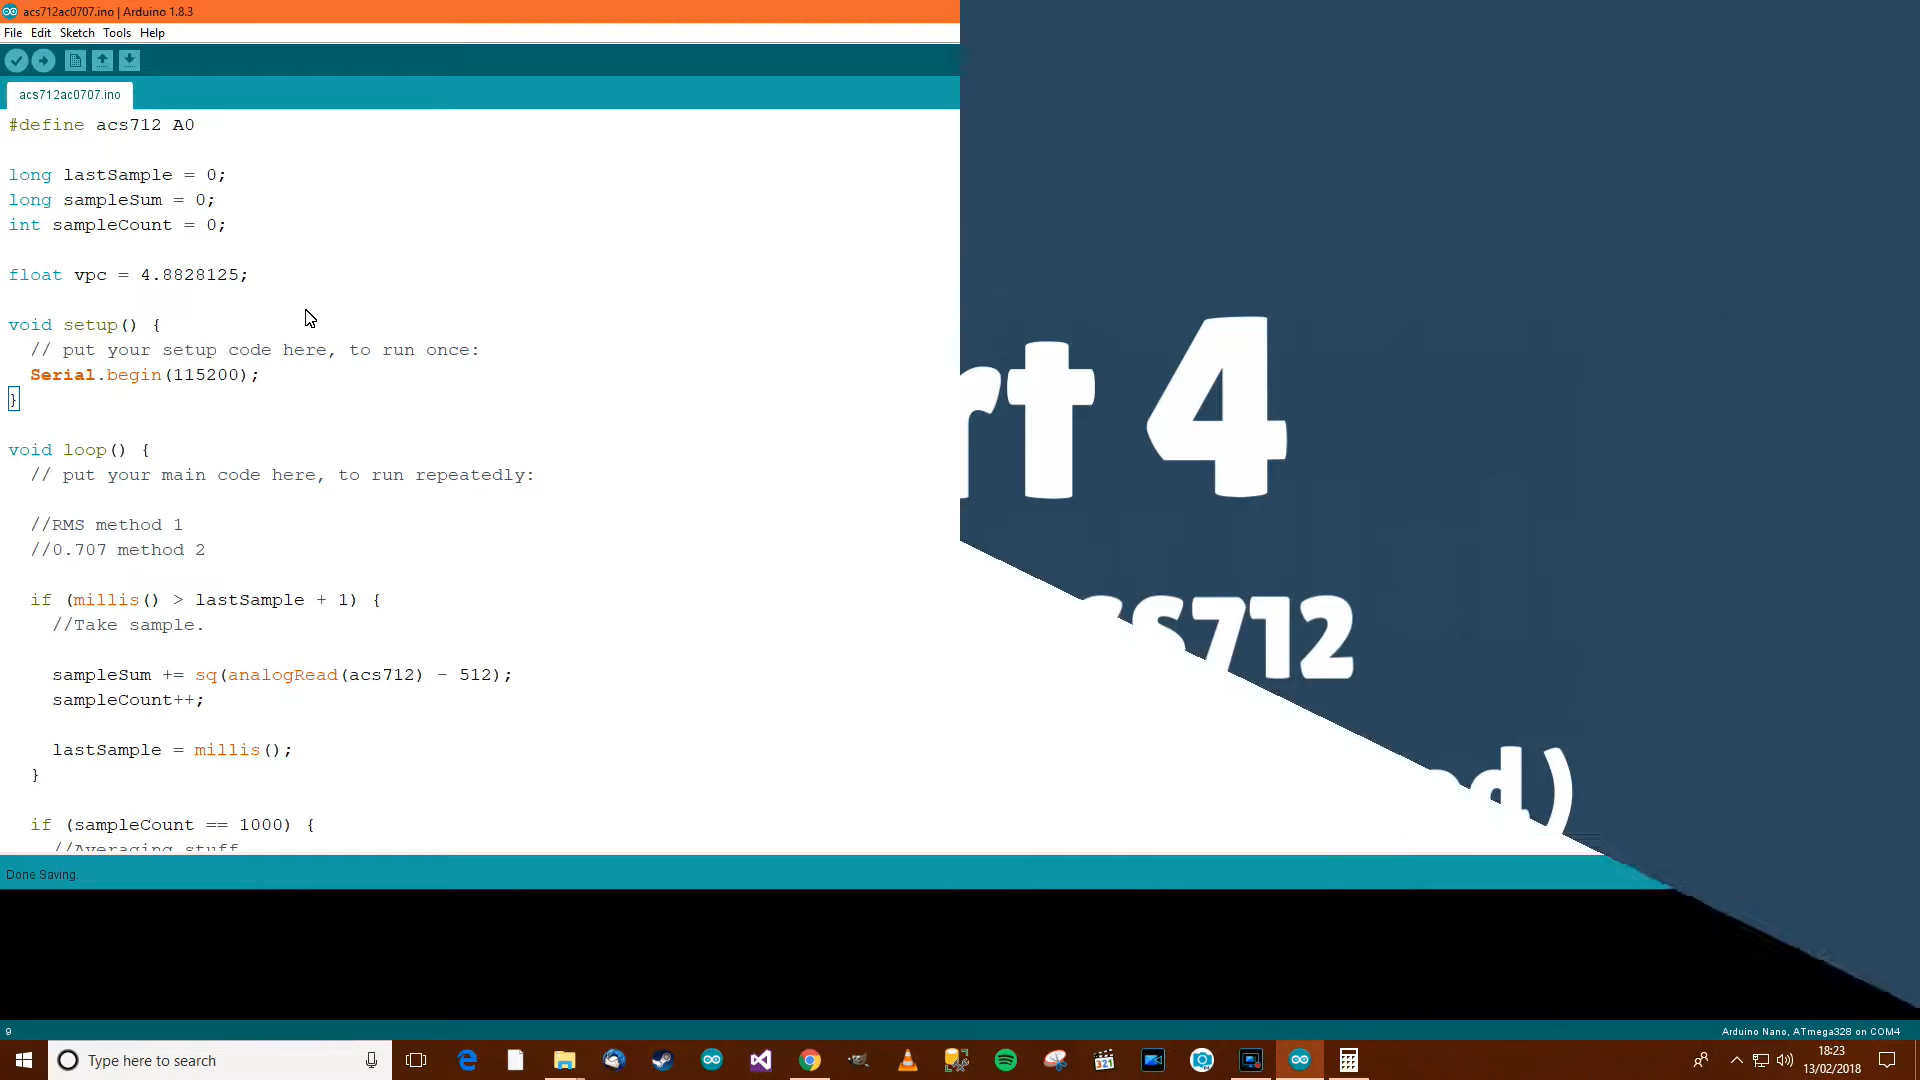 acs712ac0707.ino | Arduino 1.8.3
File Edit Sketch Tools Help
acs712ac0707.ino
#define acs712 A0
long lastSample = 0;
long sampleSum = 0;
int sampleCount = 0;
float vpc = 4.8828125;
void setup() {
// put your setup code here, to run once:
Serial.begin(115200);
}
void loop() {
// put your main code here, to run repeatedly:
//RMS method 1
//0.707 method 2
if (millis() > lastSample + 1) {
//Take sample.
sampleSum += sq(analogRead(acs712) - 512);
sampleCount++;
lastSample = millis();
}
if (sampleCount == 1000) {
//Averaging stuff
rt 4
CS712
ed)
Done Saving.
9
Arduino Nano, ATmega328 on COM4
Type here to search
321
18:23
13/02/2018